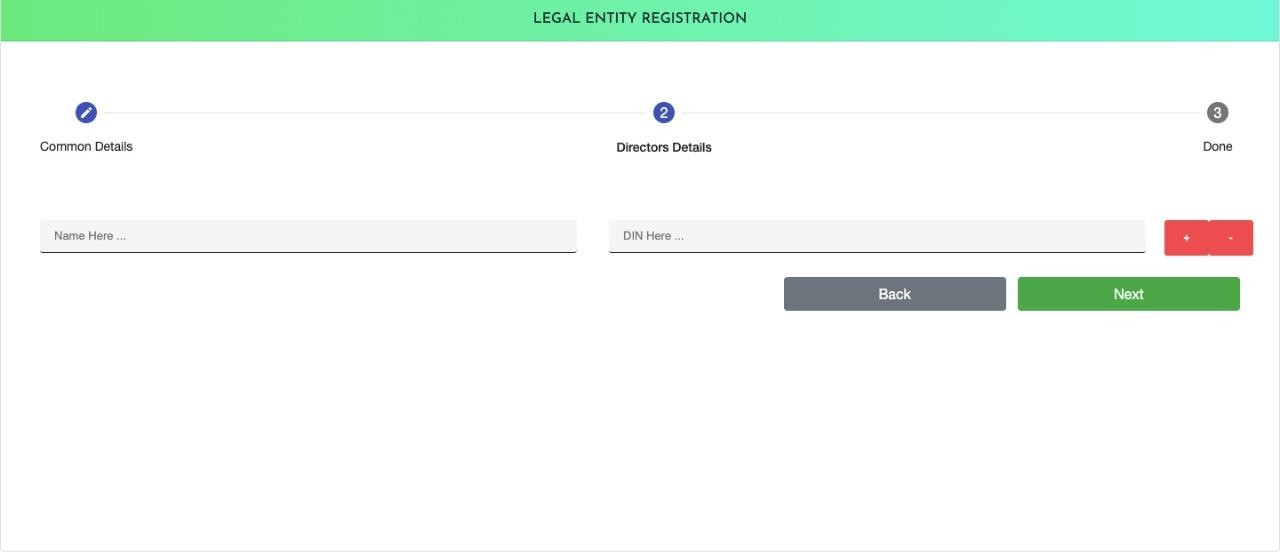 LEGAL ENTITY REGISTRATION
2 3
Common Details Directors Details Done
Name Here ... DIN Here ... + -
Back Next